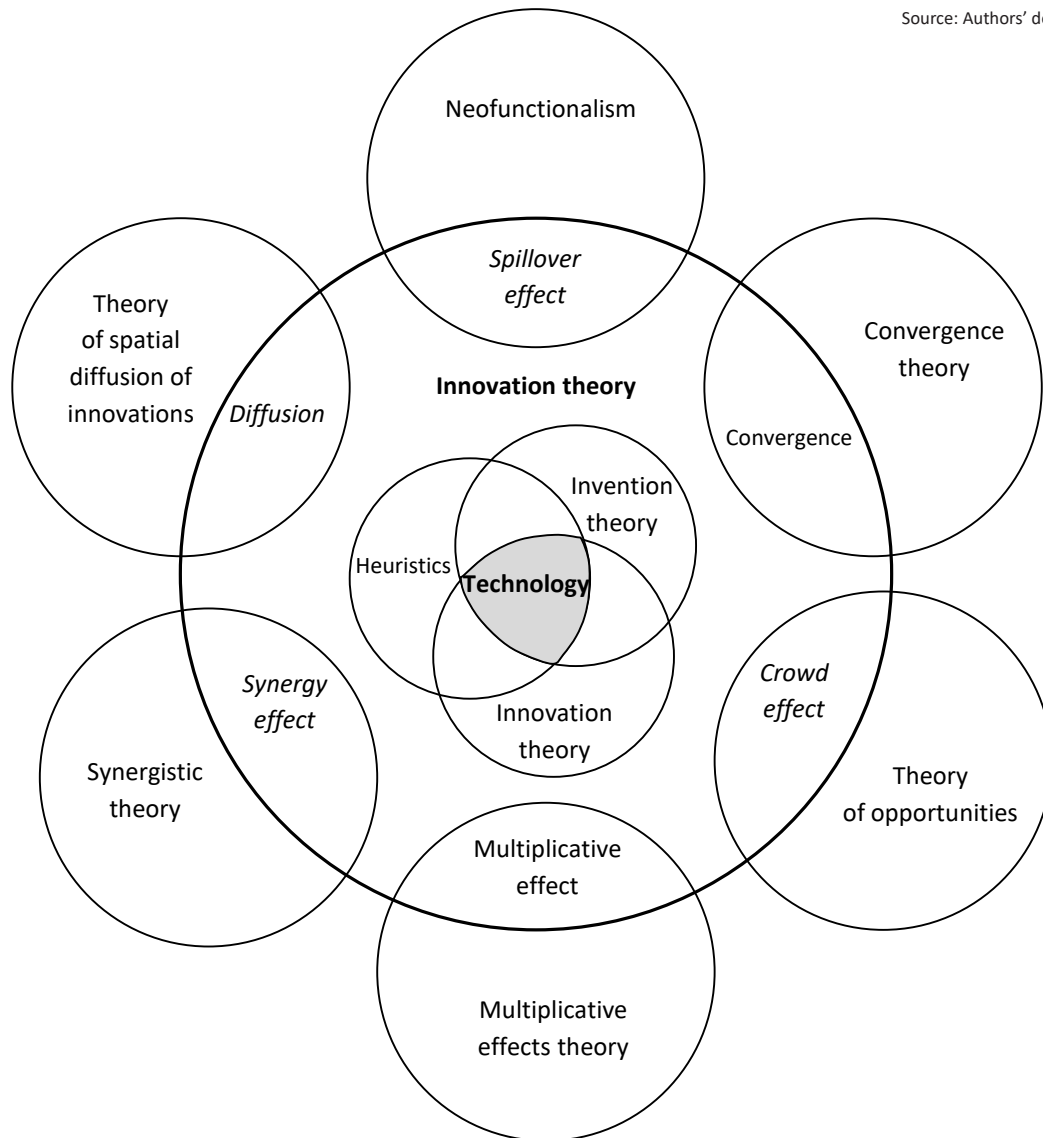 Source: Authors’ de
Neofunctionalism
Spillover
effect
Theory
of spatial
diffusion of
innovations
Diffusion
Convergence
theory
Convergence
Innovation theory
Invention
theory
Heuristics
Technology
Innovation
theory
Synergy
effect
Synergistic
theory
Crowd
effect
Theory
of opportunities
Multiplicative
effect
Multiplicative
effects theory